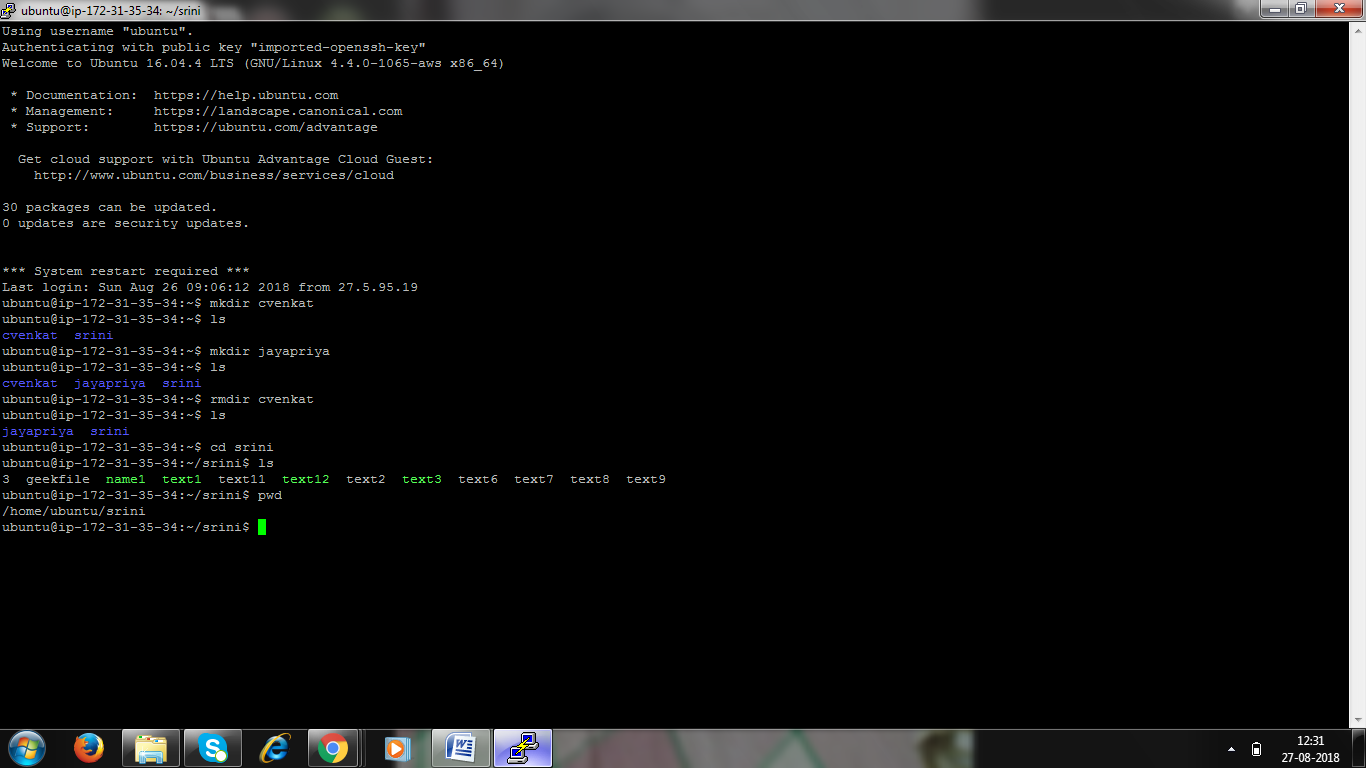 ubuntu@ip-172-31-35-34: ~/srini
Using username "ubuntu".
Authenticating with public key "imported-openssh-key"
Welcome to Ubuntu 16.04.4 LTS (GNU/Linux 4.4.0-1065-aws x86_64)
* Documentation:  https://help.ubuntu.com
* Management:     https://landscape.canonical.com
* Support:        https://ubuntu.com/advantage
Get cloud support with Ubuntu Advantage Cloud Guest:
http://www.ubuntu.com/business/services/cloud
30 packages can be updated.
0 updates are security updates.
*** System restart required ***
Last login: Sun Aug 26 09:06:12 2018 from 27.5.95.19
ubuntu@ip-172-31-35-34:~$ mkdir cvenkat
ubuntu@ip-172-31-35-34:~$ ls
cvenkat  srini
ubuntu@ip-172-31-35-34:~$ mkdir jayapriya
ubuntu@ip-172-31-35-34:~$ ls
cvenkat  jayapriya  srini
ubuntu@ip-172-31-35-34:~$ rmdir cvenkat
ubuntu@ip-172-31-35-34:~$ ls
jayapriya  srini
ubuntu@ip-172-31-35-34:~$ cd srini
ubuntu@ip-172-31-35-34:~/srini$ ls
3  geekfile  name1  text1  text11  text12  text2  text3  text6  text7  text8  text9
ubuntu@ip-172-31-35-34:~/srini$ pwd
/home/ubuntu/srini
ubuntu@ip-172-31-35-34:~/srini$
12:31
27-08-2018